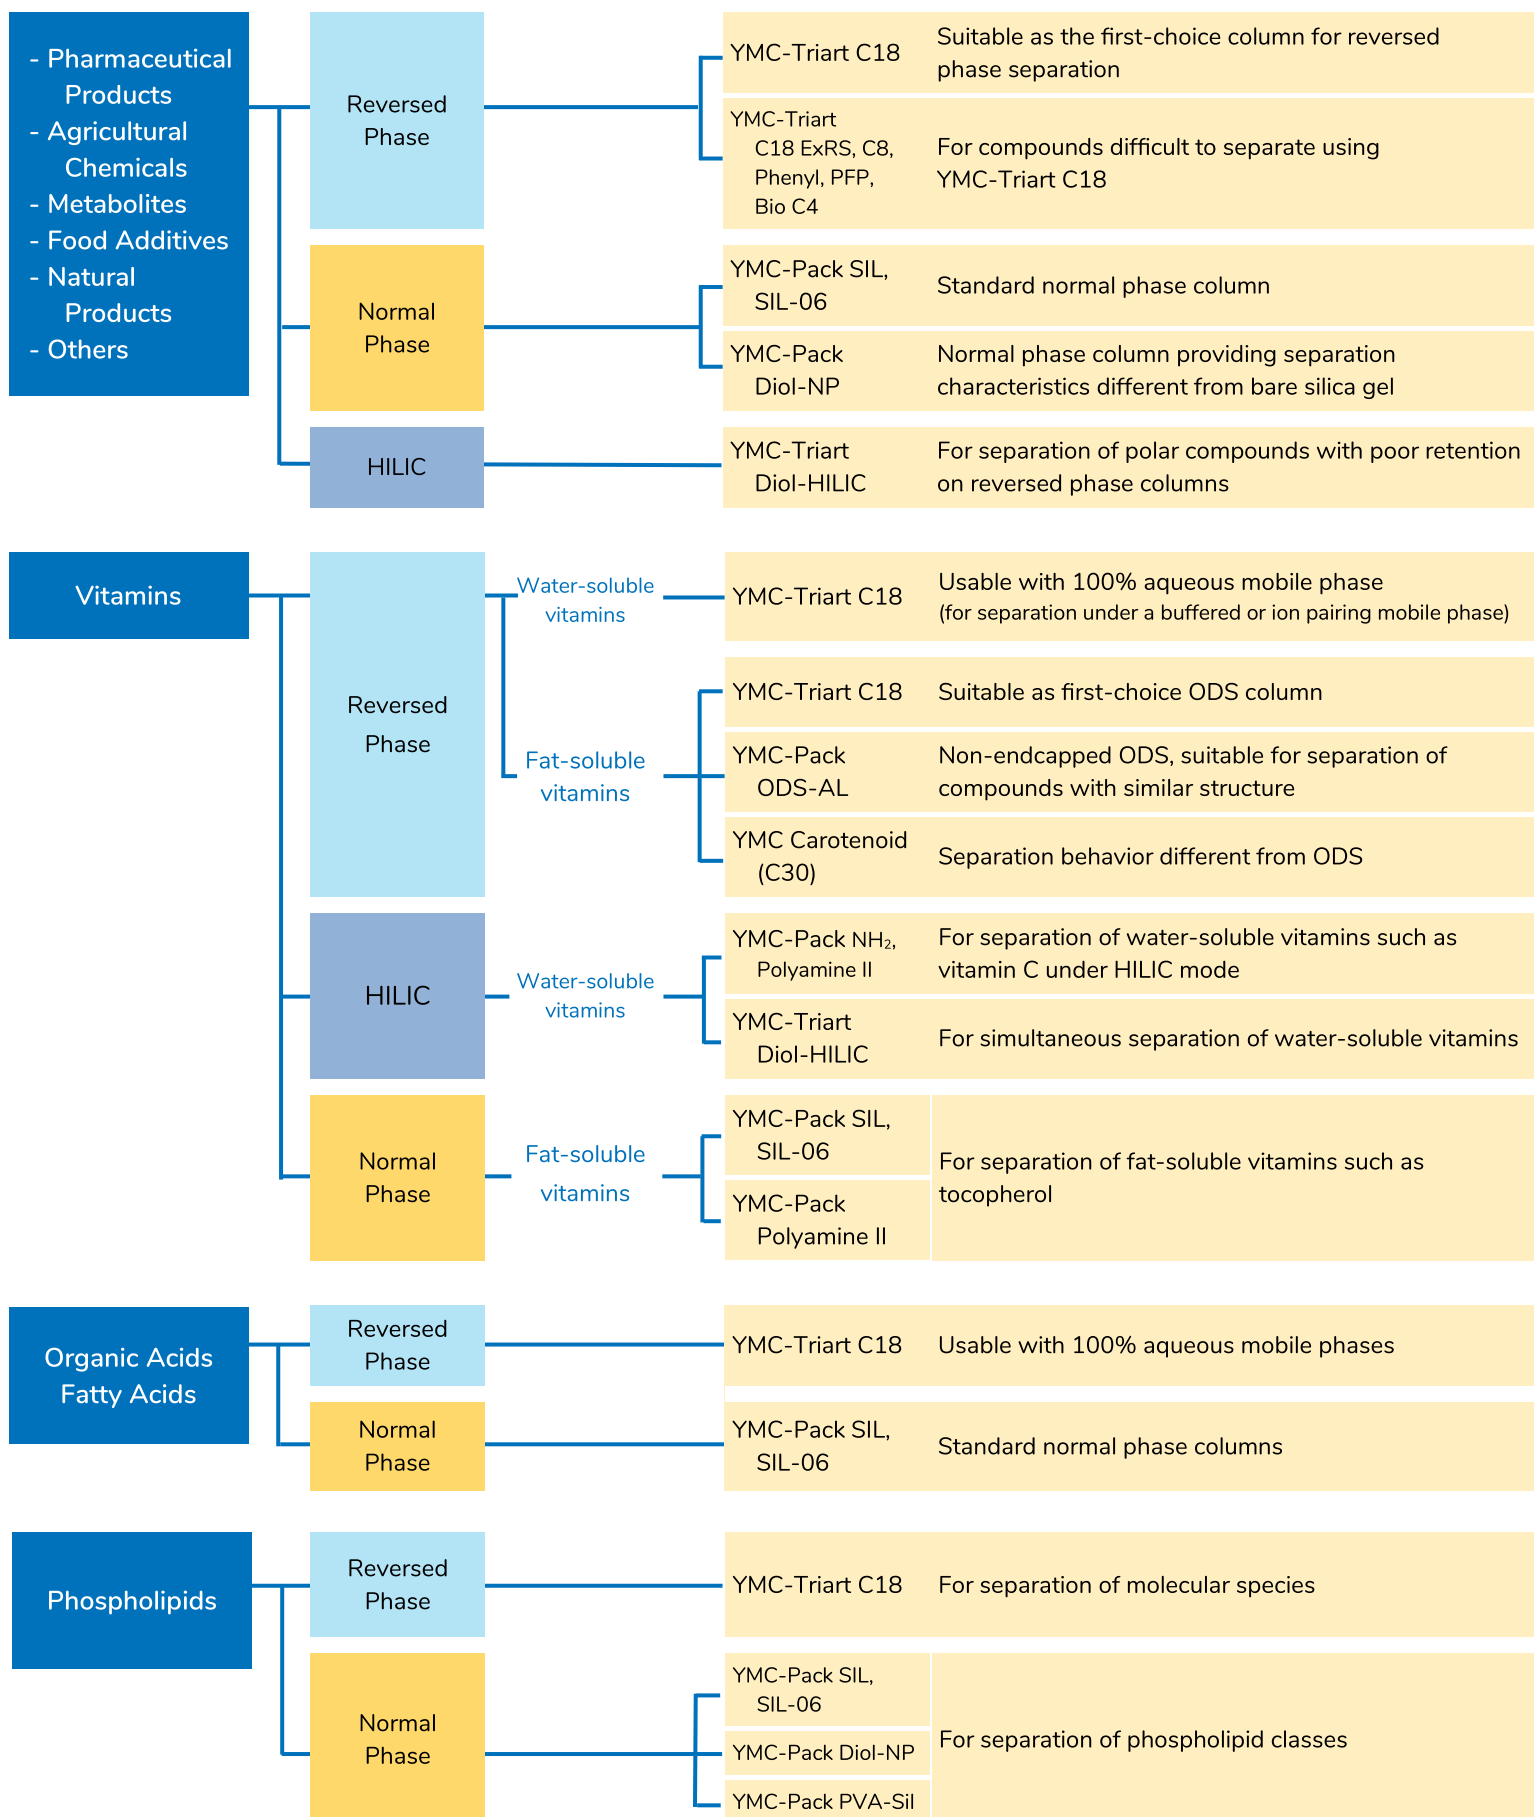 - Pharmaceutical
Products
- Agricultural
Chemicals
- Metabolites
- Food Additives
- Natural
Products
- Others
Reversed
Phase
YMC-Triart C18
Suitable as the first-choice column for reversed
phase separation
YMC-Triart
C18 ExRS, C8,
Phenyl, PFP,
Bio C4
For compounds difficult to separate using
YMC-Triart C18
Normal
Phase
YMC-Pack SIL,
SIL-06
Standard normal phase column
YMC-Pack
Diol-NP
Normal phase column providing separation
characteristics different from bare silica gel
HILIC
YMC-Triart
Diol-HILIC
For separation of polar compounds with poor retention
on reversed phase columns
Vitamins
Reversed
Phase
Water-soluble
vitamins
YMC-Triart C18
Usable with 100% aqueous mobile phase
(for separation under a buffered or ion pairing mobile phase)
Fat-soluble
vitamins
YMC-Triart C18
Suitable as first-choice ODS column
YMC-Pack
ODS-AL
Non-endcapped ODS, suitable for separation of
compounds with similar structure
YMC Carotenoid
(C30)
Separation behavior different from ODS
HILIC
Water-soluble
vitamins
YMC-Pack NH₂,
Polyamine II
For separation of water-soluble vitamins such as
vitamin C under HILIC mode
YMC-Triart
Diol-HILIC
For simultaneous separation of water-soluble vitamins
Normal
Phase
Fat-soluble
vitamins
YMC-Pack SIL,
SIL-06
YMC-Pack
Polyamine II
For separation of fat-soluble vitamins such as
tocopherol
Organic Acids
Fatty Acids
Reversed
Phase
YMC-Triart C18
Usable with 100% aqueous mobile phases
Normal
Phase
YMC-Pack SIL,
SIL-06
Standard normal phase columns
Phospholipids
Reversed
Phase
YMC-Triart C18
For separation of molecular species
Normal
Phase
YMC-Pack SIL,
SIL-06
YMC-Pack Diol-NP
YMC-Pack PVA-Sil
For separation of phospholipid classes